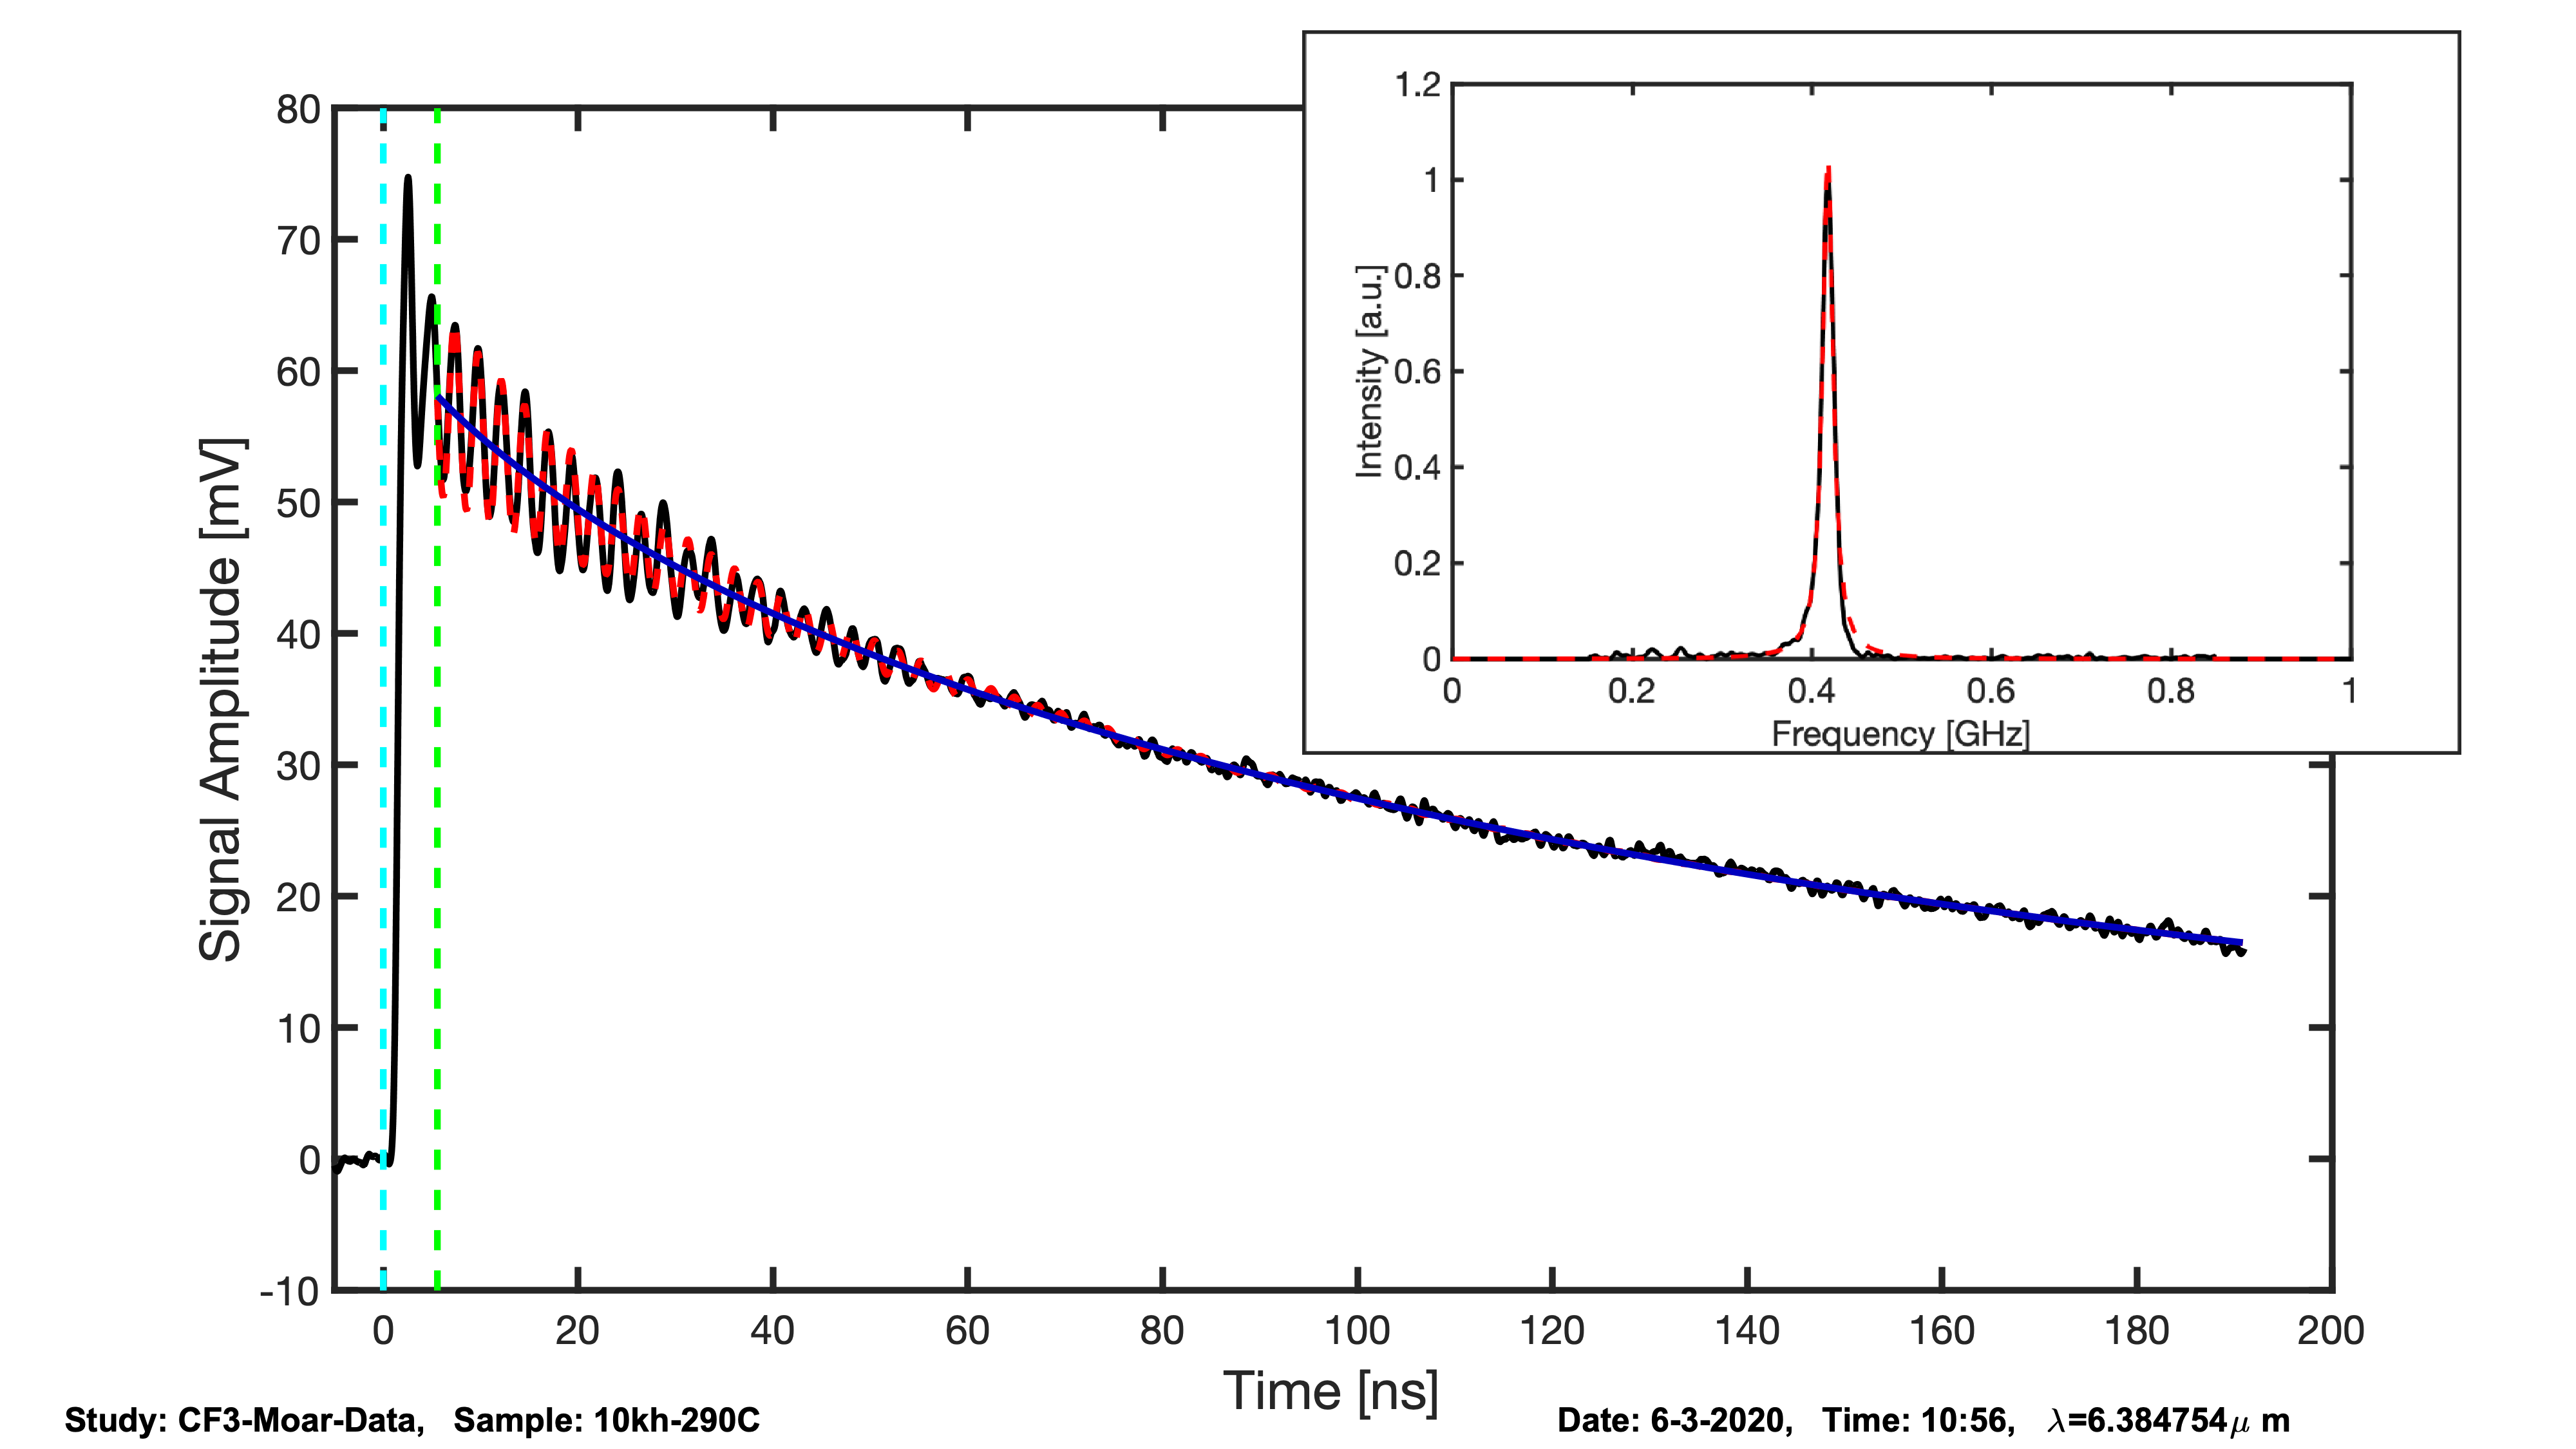 1.2
1
0.8
0.6
0.4
0.2
0
Intensity [a.u.]
0 0.2 0.4 0.6 0.8 1
Frequency [GHz]
80
70
60
50
40
30
20
10
0
-10
Signal Amplitude [mV]
0 20 40 60 80 100 120 140 160 180 200
Time [ns]
Study: CF3-Moar-Data, Sample: 10kh-290C
Date: 6-3-2020, Time: 10:56, λ=6.384754μ m